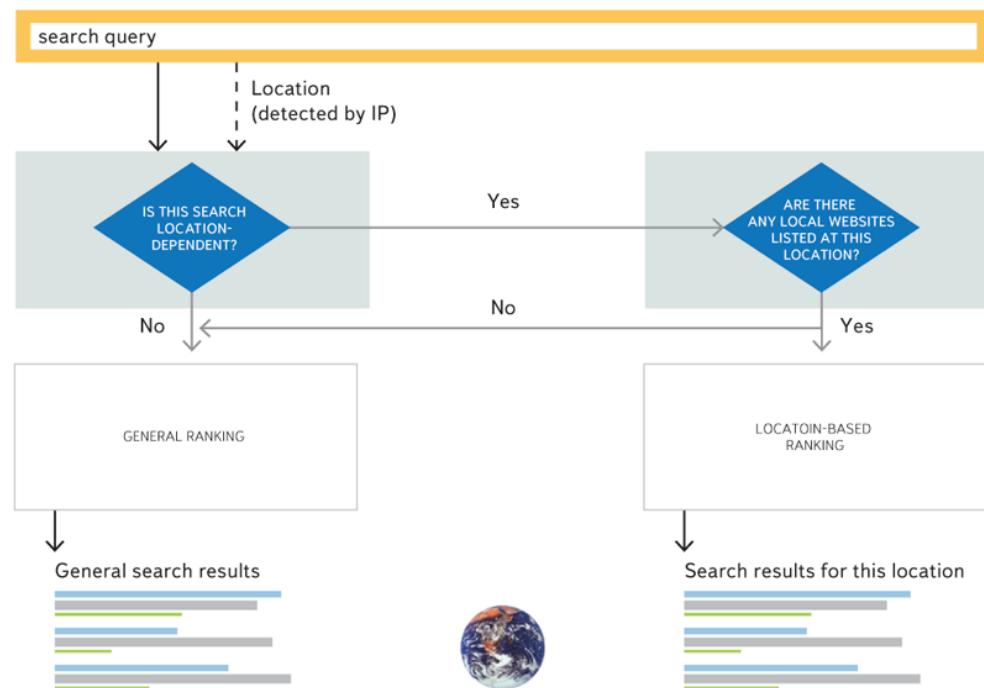 search query
Location
(detected by IP)
IS THIS SEARCH
LOCATION-
DEPENDENT?
Yes
ARE THERE
ANY LOCAL WEBSITES
LISTED AT THIS
LOCATION?
No
No
Yes
GENERAL RANKING
LOCATOIN-BASED
RANKING
General search results
Search results for this location